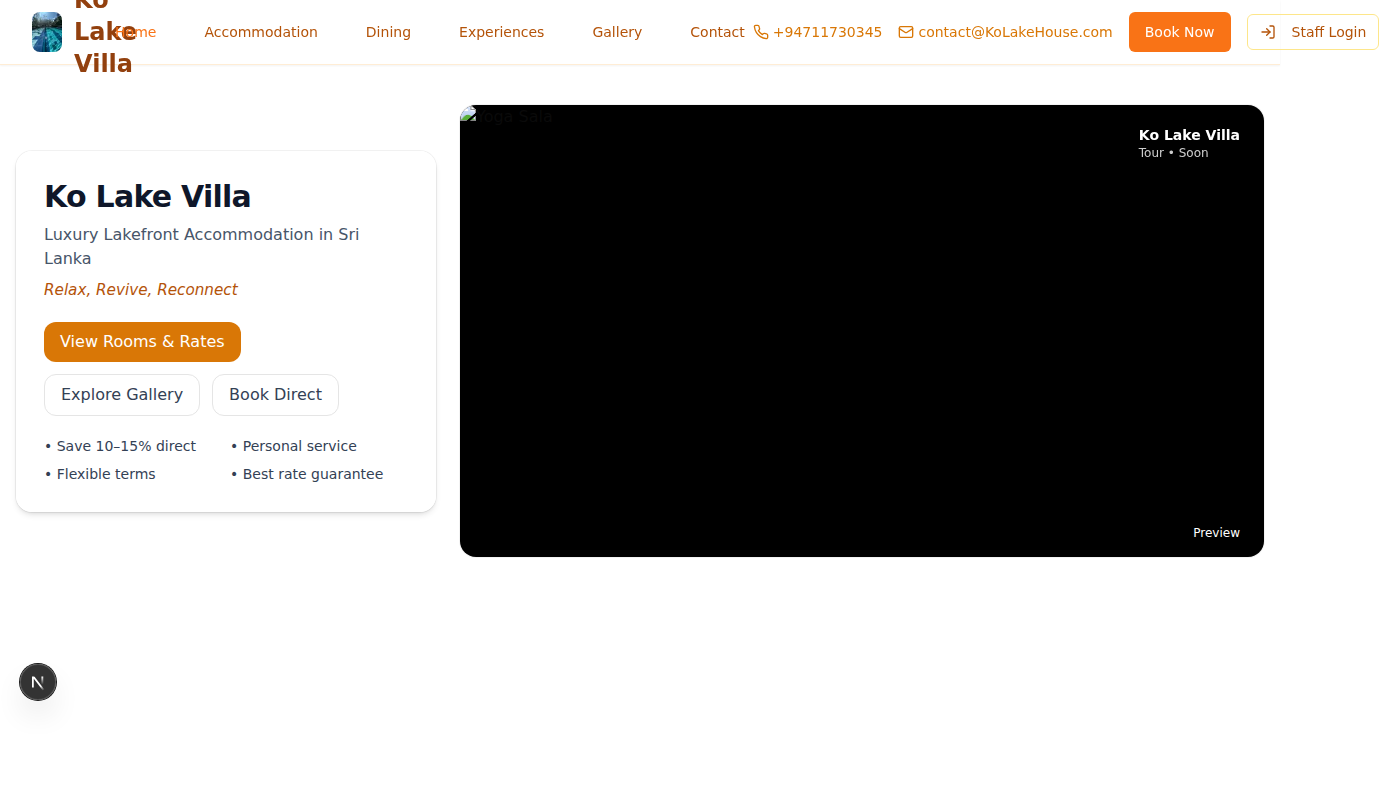 Ko
Lake
Villa
Home
Accommodation
Dining
Experiences
Gallery
Contact
+94711730345
contact@KoLakeHouse.com
Book Now
Staff Login
Ko Lake Villa
Luxury Lakefront Accommodation in Sri
Lanka
Relax, Revive, Reconnect
View Rooms & Rates
Explore Gallery
Book Direct
• Save 10–15% direct
• Personal service
• Flexible terms
• Best rate guarantee
Yoga Sala
Ko Lake Villa
Tour • Soon
Preview
N